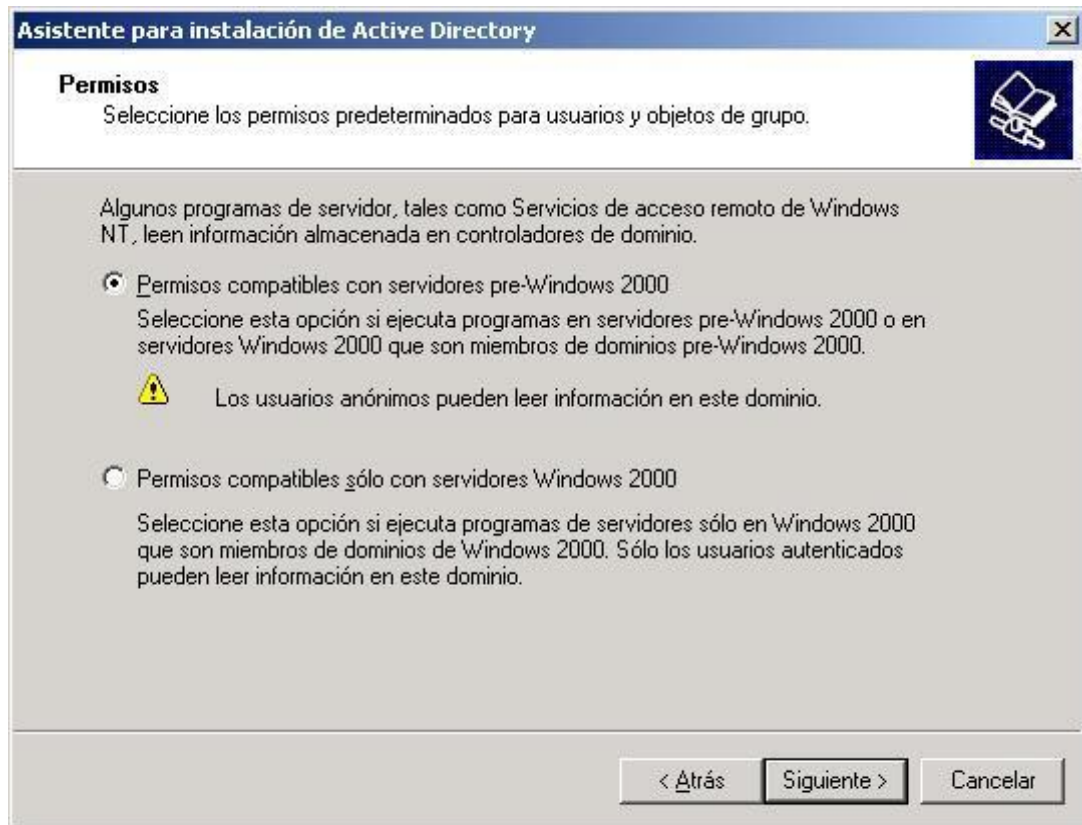 Asistente para instalación de Active Directory
Permisos
Seleccione los permisos predeterminados para usuarios y objetos de grupo.
Algunos programas de servidor, tales como Servicios de acceso remoto de Windows
NT, leen información almacenada en controladores de dominio.
Permisos compatibles con servidores pre-Windows 2000
Seleccione esta opción si ejecuta programas en servidores pre-Windows 2000 o en
servidores Windows 2000 que son miembros de dominios pre-Windows 2000.
Los usuarios anónimos pueden leer información en este dominio.
Permisos compatibles sólo con servidores Windows 2000
Seleccione esta opción si ejecuta programas de servidores sólo en Windows 2000
que son miembros de dominios de Windows 2000. Sólo los usuarios autenticados
pueden leer información en este dominio.
< Atrás Siguiente > Cancelar